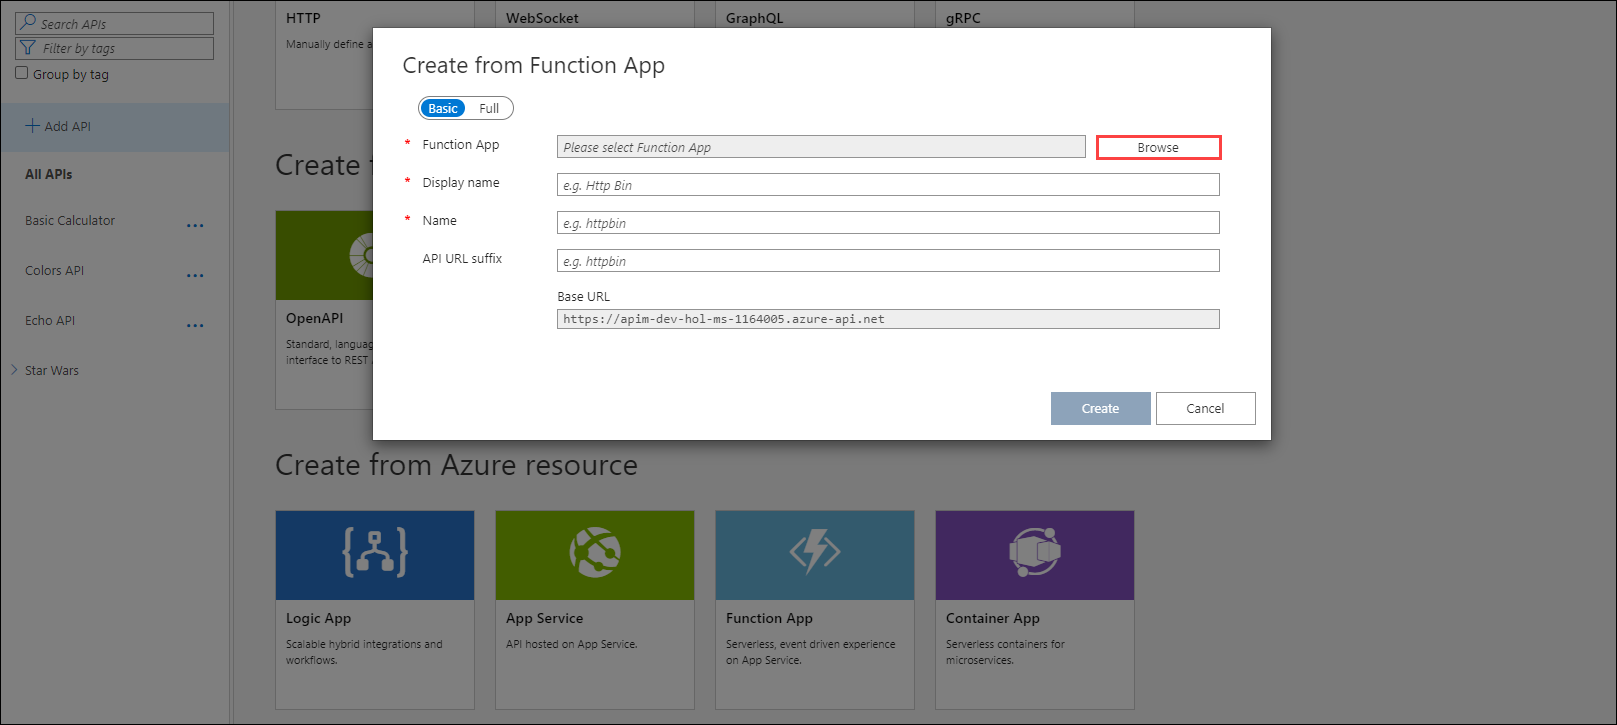 Search APIs
Filter by tags
Group by tag
Add API
All APIs
Basic Calculator
...
Colors API
...
Echo API
...
Star Wars
HTTP
Manually define a
WebSocket
GraphQL
gRPC
Create from Function App
Basic Full
* Function App
Please select Function App
Browse
* Display name
e.g. Http Bin
* Name
e.g. httpbin
API URL suffix
e.g. httpbin
Base URL
https://apim-dev-hol-ms-1164005.azure-api.net
Create
Cancel
Create
OpenAPI
Standard, languag
interface to REST
Create from Azure resource
Logic App
Scalable hybrid integrations and
workflows.
App Service
API hosted on App Service.
Function App
Serverless, event driven experience
on App Service.
Container App
Serverless containers for
microservices.